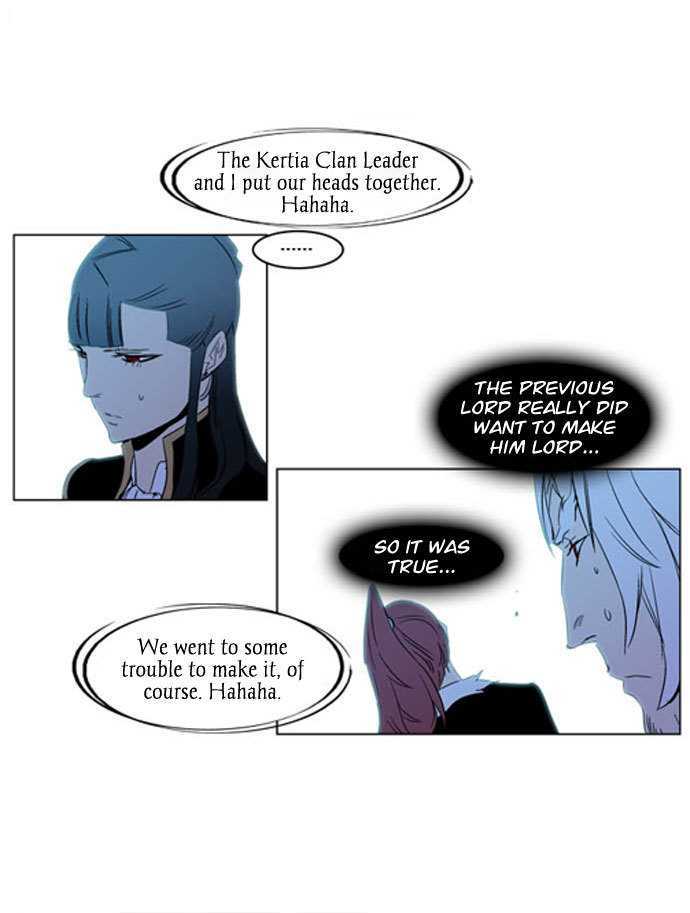 The Kertia Clan Leader
and I put our heads together.
Hahaha.
......
THE PREVIOUS
LORD REALLY DID
WANT TO MAKE
HIM LORD...
SO IT WAS
TRUE...
We went to some
trouble to make it, of
course. Hahaha.